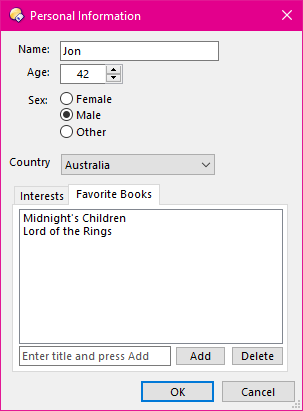 Personal Information
Name: Jon
Age: 42
Sex: Female
Male
Other
Country Australia
Interests Favorite Books
Midnight's Children
Lord of the Rings
Enter title and press Add Add Delete
OK Cancel